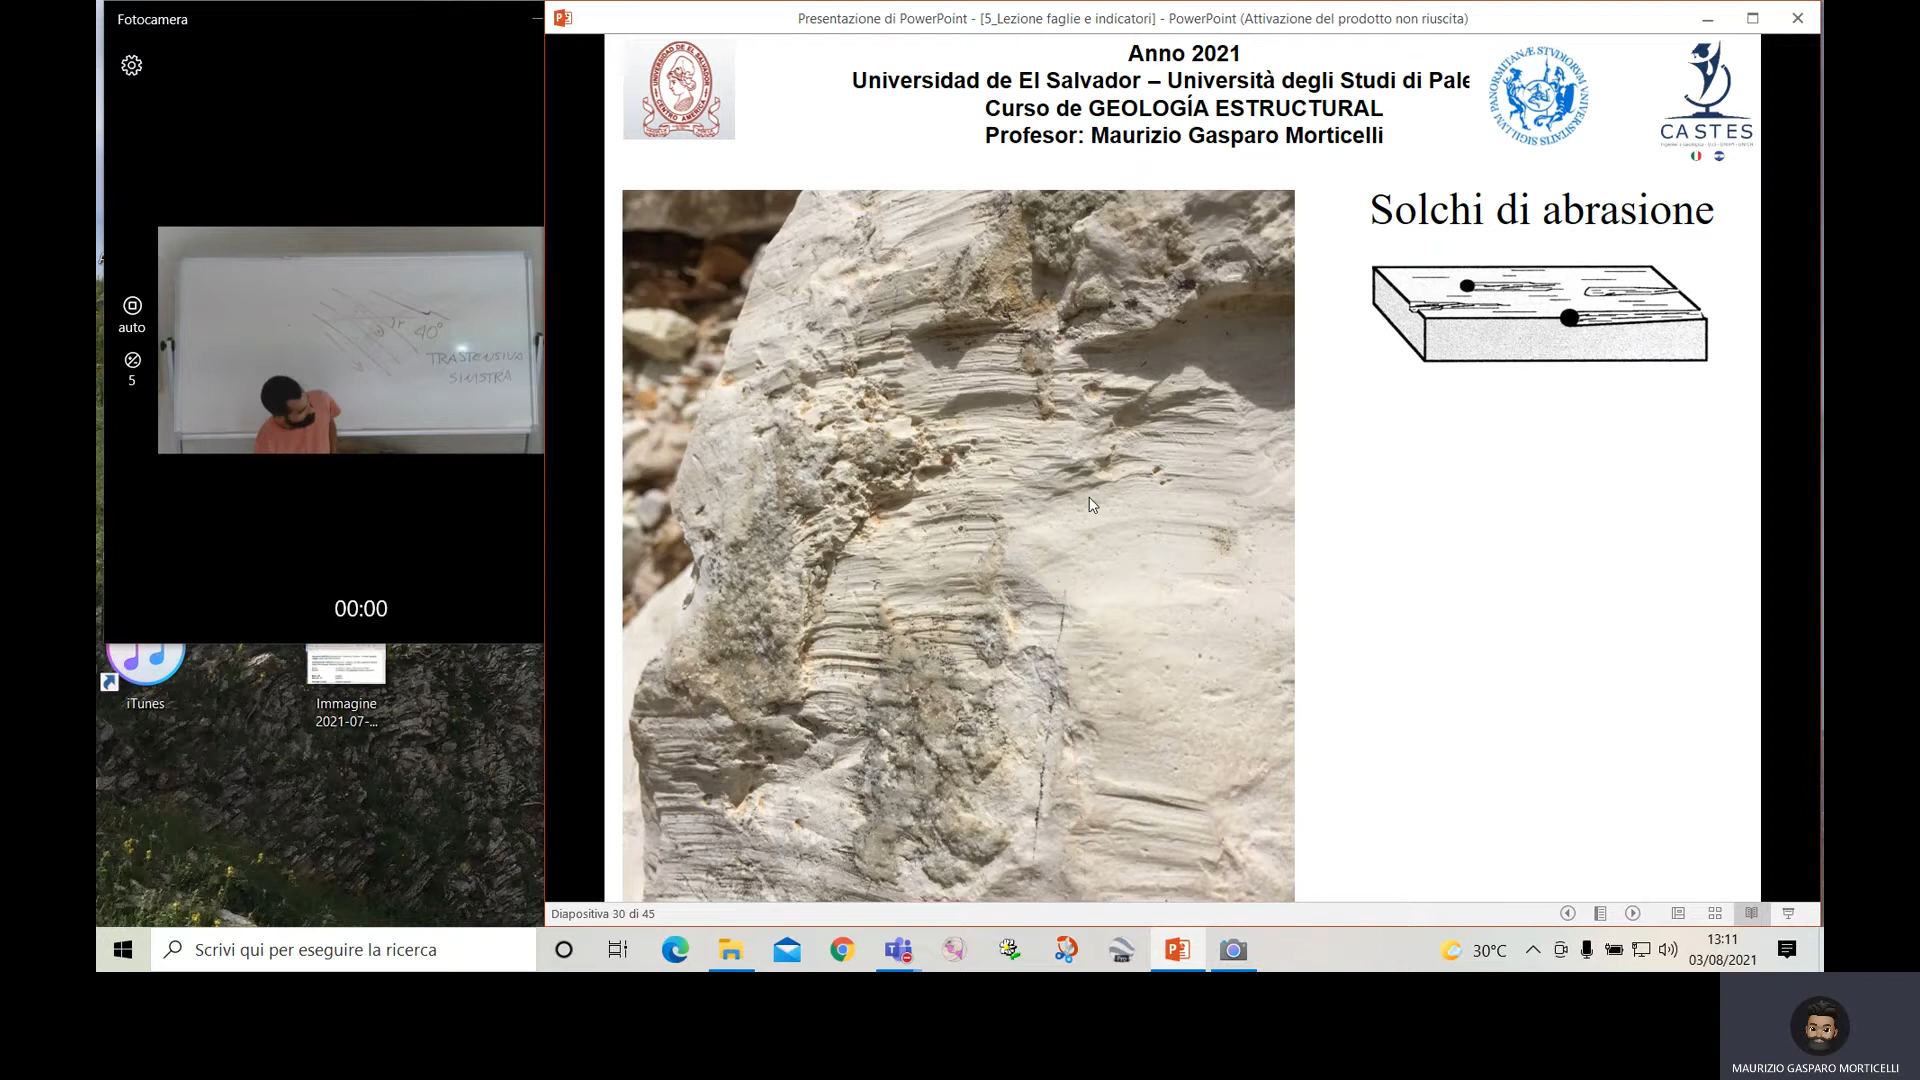 Fotocamera
Presentazione di PowerPoint - [5_Lezione faglie e indicatori] - PowerPoint (Attivazione del prodotto non riuscita)
Anno 2021
Universidad de El Salvador – Università degli Studi di Pale
Curso de GEOLOGÍA ESTRUCTURAL
Profesor: Maurizio Gasparo Morticelli
CASTES
Solchi di abrasione
auto
5
40°
TRASTENSIVA
SINISTRA
00:00
iTunes
Immagine
2021-07-...
Diapositiva 30 di 45
Scrivi qui per eseguire la ricerca
30°C
13:11
03/08/2021
MAURIZIO GASPARO MORTICELLI